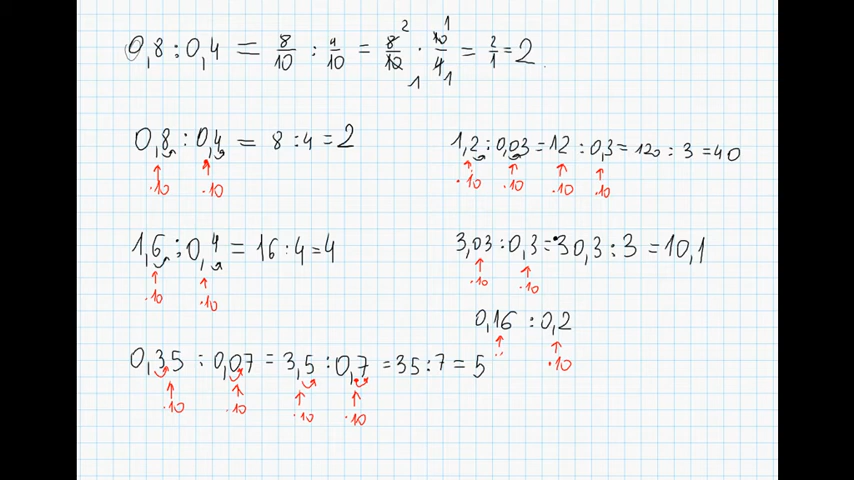 0,8 : 0,4 = 8/10 : 4/10 = 8/10 2 1 · 10/4 1 1 = 2/1 = 2
0,8 : 0,4 = 8 : 4 = 2
·10 ·10
1,6 : 0,4 = 16 : 4 = 4
·10 ·10
0,35 : 0,07 = 3,5 : 0,7 = 35 : 7 = 5
·10 ·10 ·10 ·10
1,2 : 0,03 = 12 : 0,3 = 120 : 3 = 40
·10 ·10 ·10 ·10
3,03 : 0,3 = 30,3 : 3 = 10,1
·10 ·10
0,16 : 0,2
·10